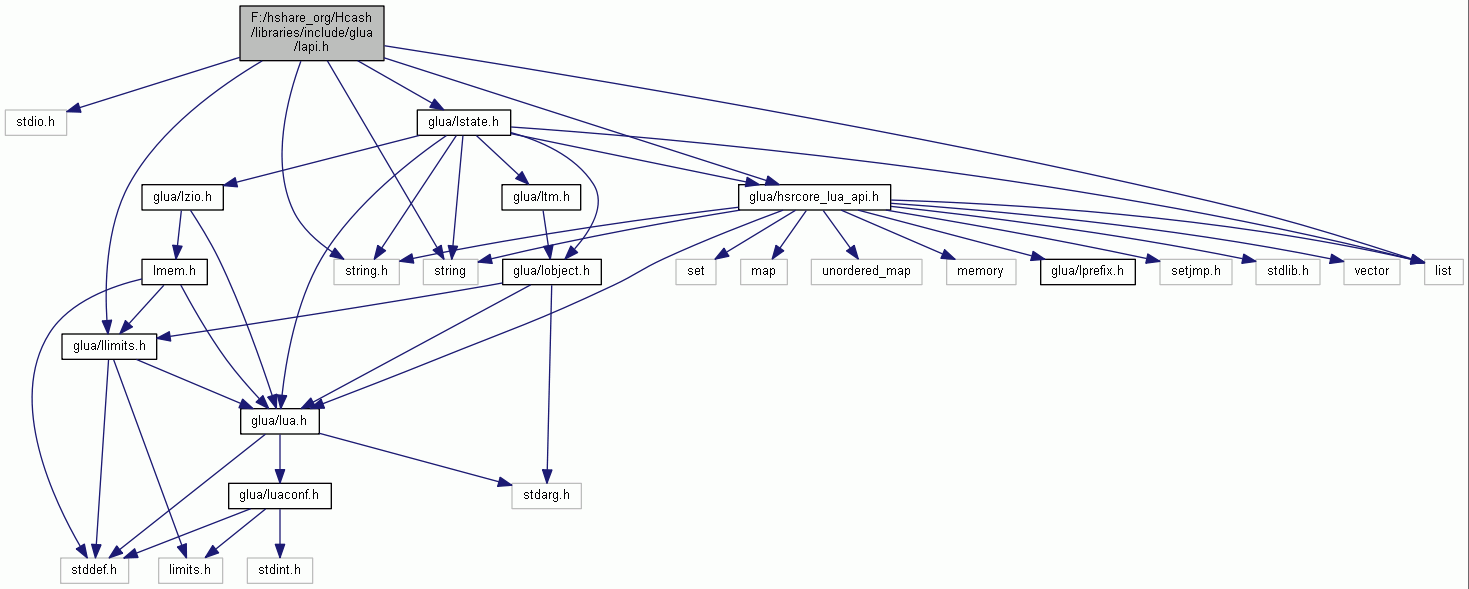 F:/hshare_org/Hcash
/libraries/include/glua
/lapi.h
stdio.h
glua/lstate.h
glua/lzio.h
glua/ltm.h
glua/hsrcore_lua_api.h
lmem.h
string.h
string
glua/lobject.h
set
map
unordered_map
memory
glua/lprefix.h
setjmp.h
stdlib.h
vector
list
glua/llimits.h
glua/lua.h
glua/luaconf.h
stdarg.h
stddef.h
limits.h
stdint.h